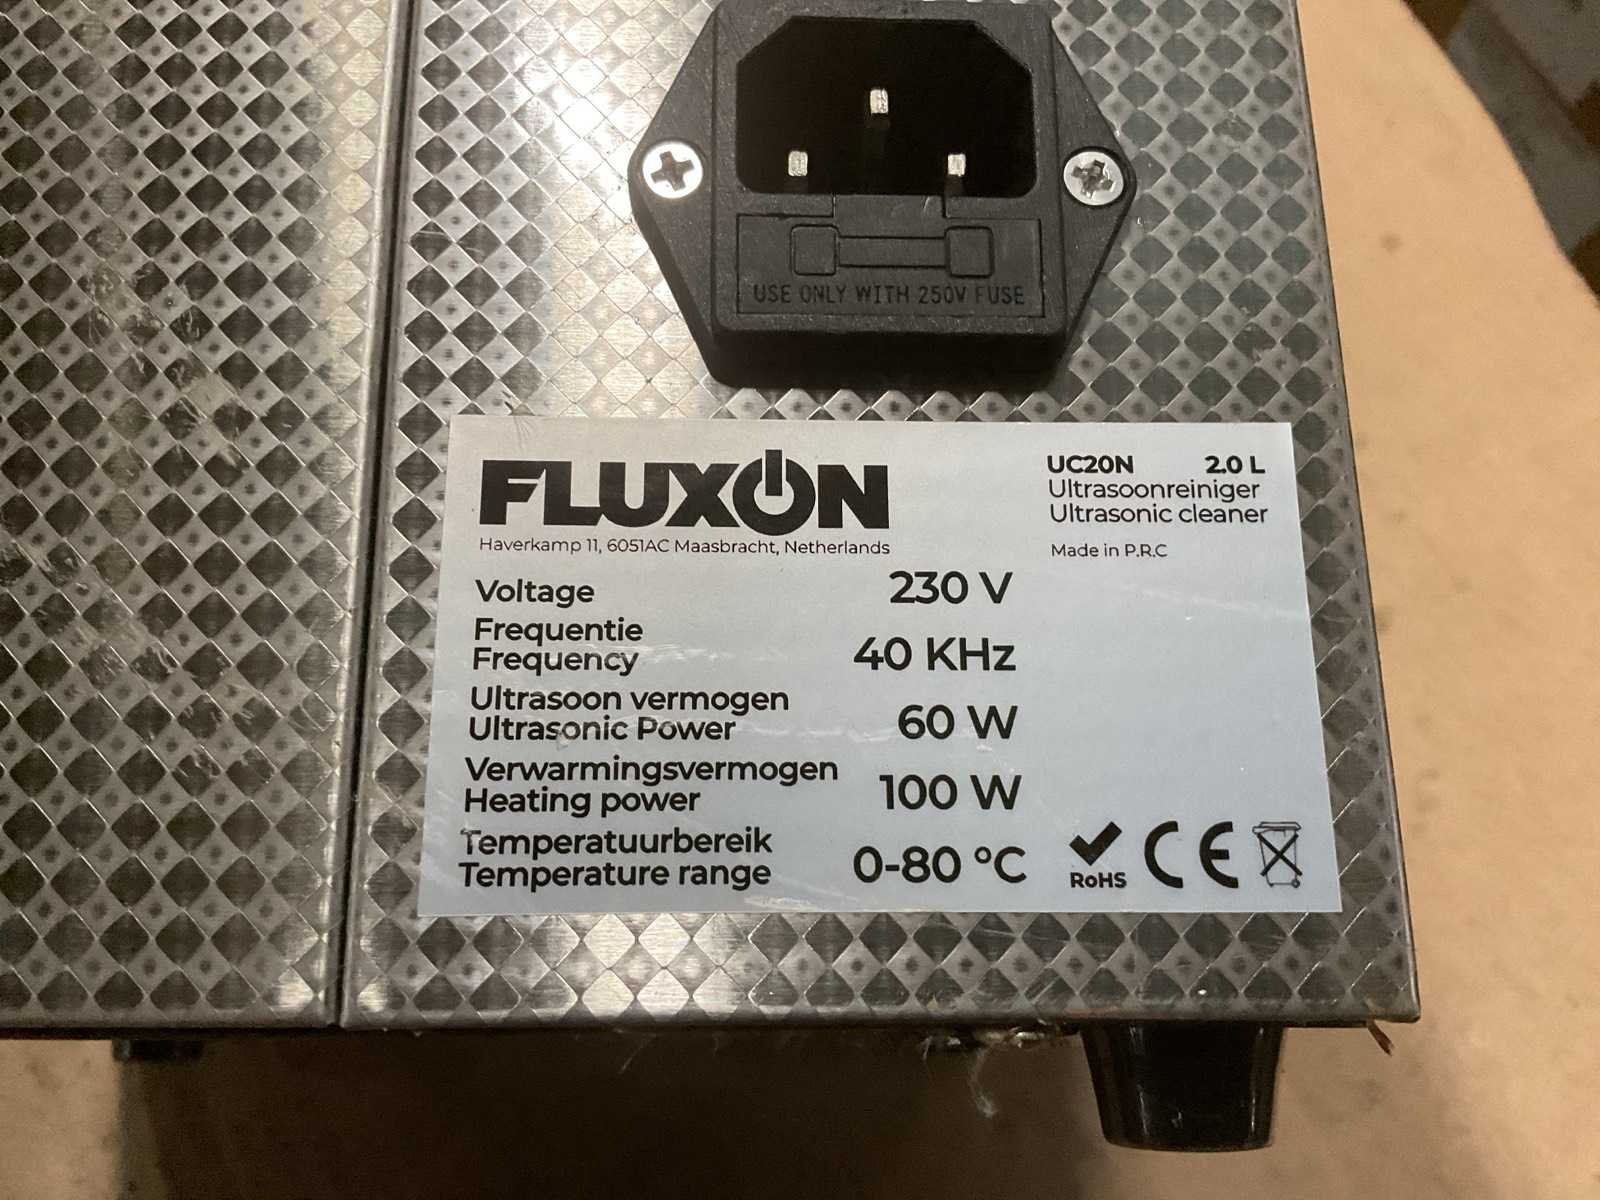 USE ONLY WITH 250V FUSE
FLUXON
Haverkamp 11, 6051AC Maasbracht, Netherlands
UC20N 2.0 L
Ultrasoonreiniger
Ultrasonic cleaner
Made in P.R.C
Voltage 230 V
Frequentie
Frequency 40 KHz
Ultrasoon vermogen
Ultrasonic Power 60 W
Verwarmingsvermogen
Heating power 100 W
Temperatuurbereik
Temperature range 0-80 °C
RoHS CE